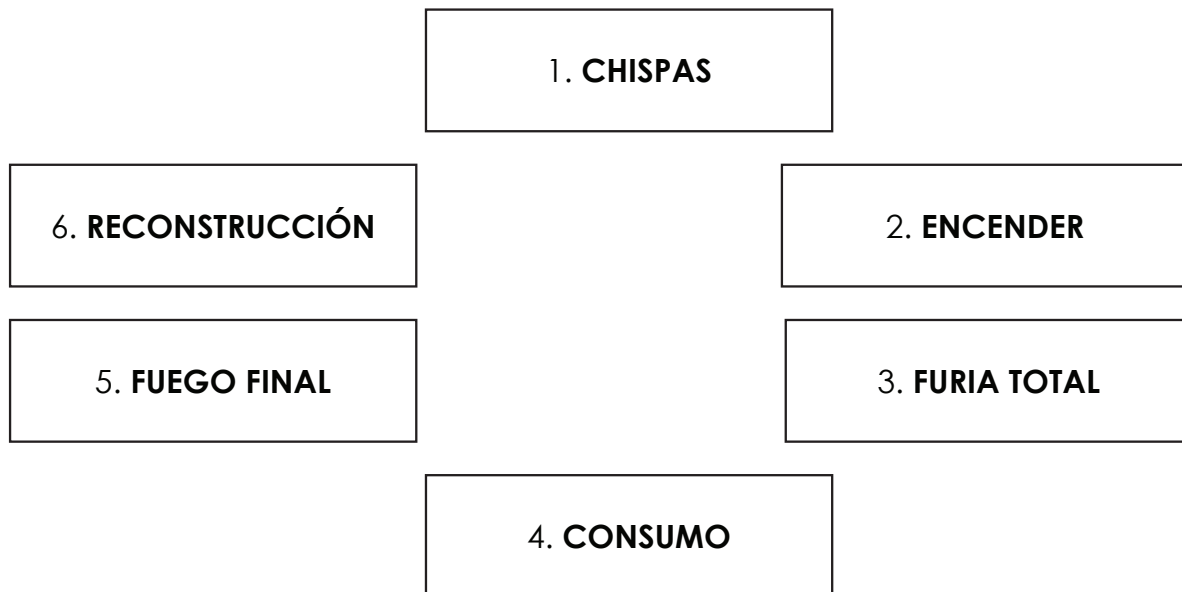 1. CHISPAS
2. ENCENDER
3. FURIA TOTAL
4. CONSUMO
5. FUEGO FINAL
6. RECONSTRUCCIÓN